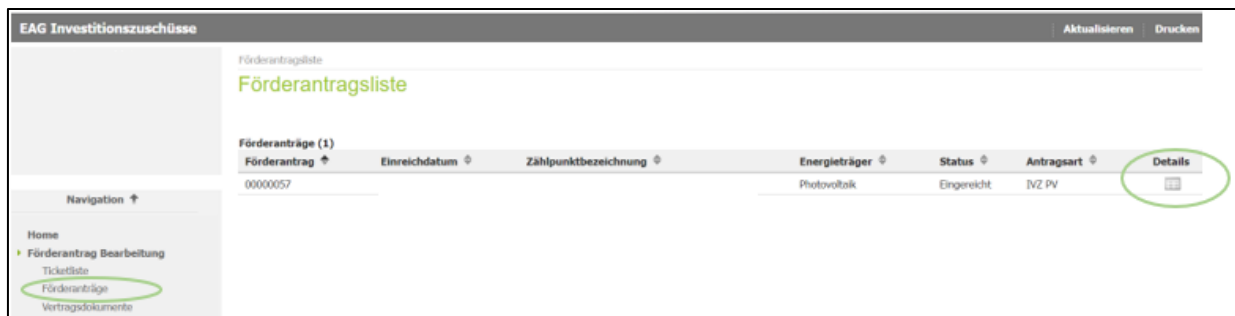 EAG Investitionszuschüsse
Aktualisieren Drucken
Förderantragsliste
Förderantragsliste
Förderanträge (1)
Förderantrag Einreichdatum Zählpunktbezeichnung Energieträger Status Antragsart Details
00000057 Photovoltaik Eingereicht IVZ PV
Navigation
Home
Förderantrag Bearbeitung
Ticketliste
Förderanträge
Vertragsdokumente